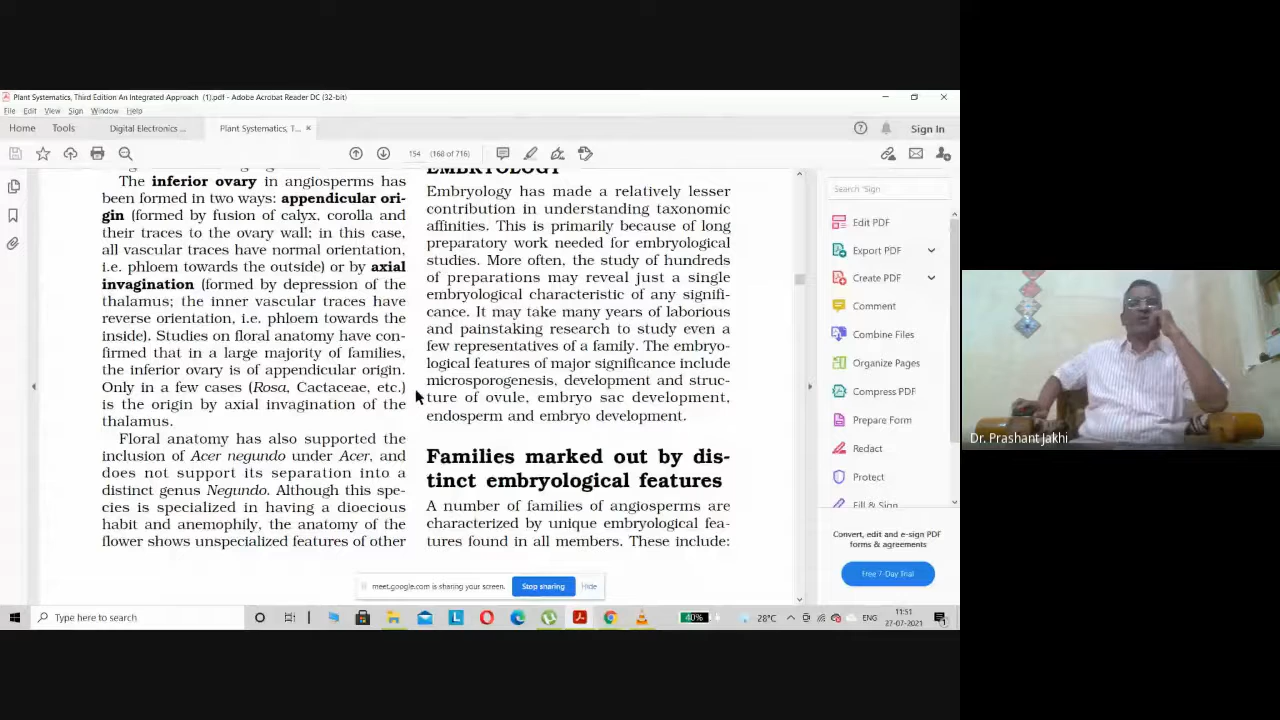 Plant Systematics, Third Edition An Integrated Approach (1).pdf - Adobe Acrobat Reader DC (32-bit)
File Edit View Sign Window Help
Home Tools Digital Electronics ... Plant Systematics, T... × Sign In
154 (168 of 716)
The inferior ovary in angiosperms has
been formed in two ways: appendicular ori-
gin (formed by fusion of calyx. corolla and
their traces to the ovary wall; in this case,
all vascular traces have normal orientation,
i.e. phloem towards the outside) or by axial
invagination (formed by depression of the
thalamus; the inner vascular traces have
reverse orientation, i.e. phloem towards the
inside). Studies on floral anatomy have con-
firmed that in a large majority of families,
the inferior ovary is of appendicular origin.
Only in a few cases (Rosa, Cactaceae, etc.)
is the origin by axial invagination of the
thalamus.
Floral anatomy has also supported the
inclusion of Acer negundo under Acer, and
does not support its separation into a
distinct genus Negundo. Although this spe-
cies is specialized in having a dioecious
habit and anemophily, the anatomy of the
flower shows unspecialized features of other
EMBRYOLOGY
Embryology has made a relatively lesser
contribution in understanding taxonomic
affinities. This is primarily because of long
preparatory work needed for embryological
studies. More often, the study of hundreds
of preparations may reveal just a single
embryological characteristic of any signifi-
cance. It may take many years of laborious
and painstaking research to study even a
few representatives of a family. The embryo-
logical features of major significance include
microsporogenesis, development and struc-
ture of ovule, embryo sac development,
endosperm and embryo development.
Families marked out by dis-
tinct embryological features
A number of families of angiosperms are
characterized by unique embryological fea-
tures found in all members. These include:
Search 'Sign
Edit PDF
Export PDF
Create PDF
Comment
Combine Files
Organize Pages
Compress PDF
Prepare Form
Redact
Protect
Fill & Sign
Convert, edit and e-sign PDF
forms & agreements
Free 7-Day Trial
Dr. Prashant Jakhi
meet.google.com is sharing your screen. Stop sharing Hide
Type here to search
L
40%
28°C
ENG
11:51
27-07-2021